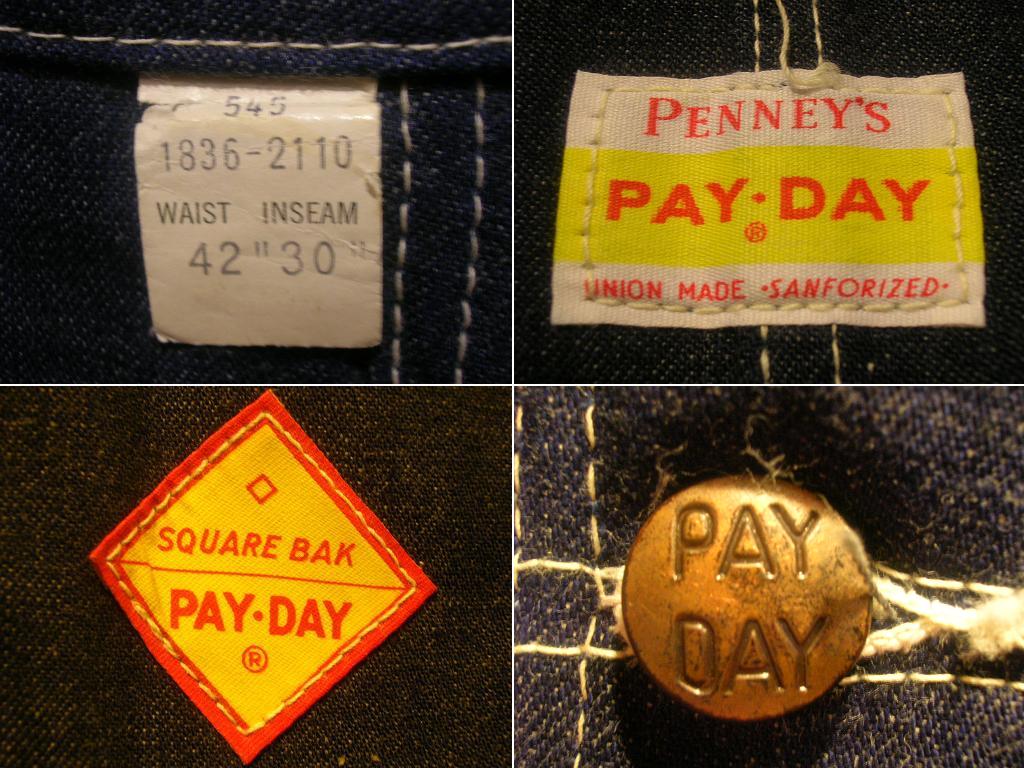 545
1836-2110
WAIST INSEAM
42" 30"
PENNEY'S
PAY·DAY
®
UNION MADE ·SANFORIZED·
SQUARE BAK
PAY·DAY
®
PAY
DAY